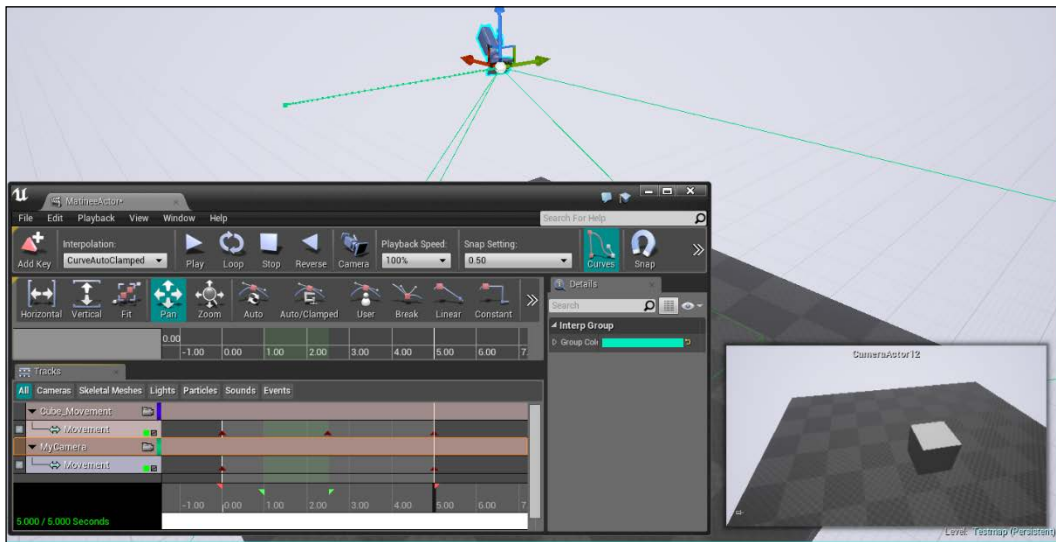 MatineeActor*
File Edit Playback View Window Help
Search For Help
Add Key
Interpolation:
CurveAutoClamped
Play Loop Stop Reverse Camera
Playback Speed:
100%
Snap Setting:
0.50
Curves Snap
Horizontal Vertical Fit Pan Zoom Auto Auto/Clamped User Break Linear Constant
Details
Search
Interp Group
Group Col
0.00
-1.00 0.00 1.00 2.00 3.00 4.00 5.00 6.00 7.
Tracks
All Cameras Skeletal Meshes Lights Particles Sounds Events
Cube_Movement
Movement
MyCamera
Movement
-1.00 0.00 1.00 2.00 3.00 4.00 5.00 6.00 7
5.000 / 5.000 Seconds
CameraActor12
Level: Testmap (Persistent)